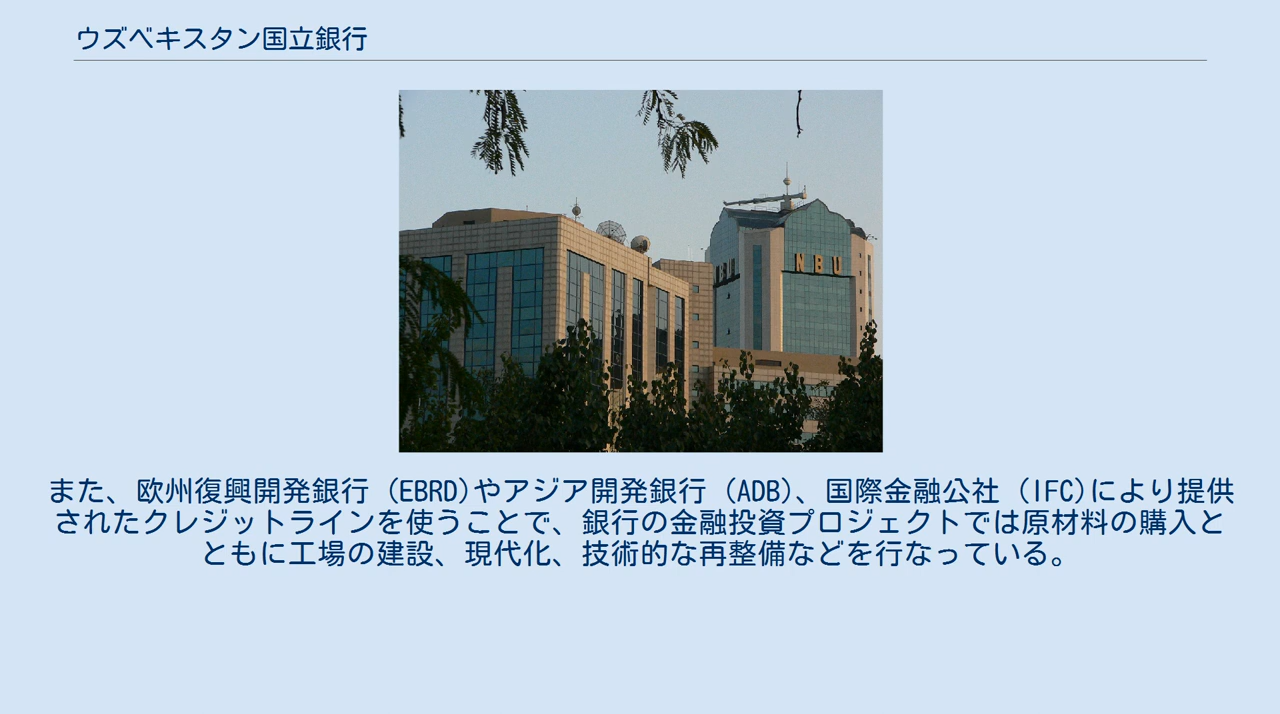 ウズベキスタン国立銀行
NBU
NBU
また、欧州復興開発銀行 (EBRD)やアジア開発銀行 (ADB)、国際金融公社 (IFC)により提供
されたクレジットラインを使うことで、銀行の金融投資プロジェクトでは原材料の購入と
ともに工場の建設、現代化、技術的な再整備などを行なっている。